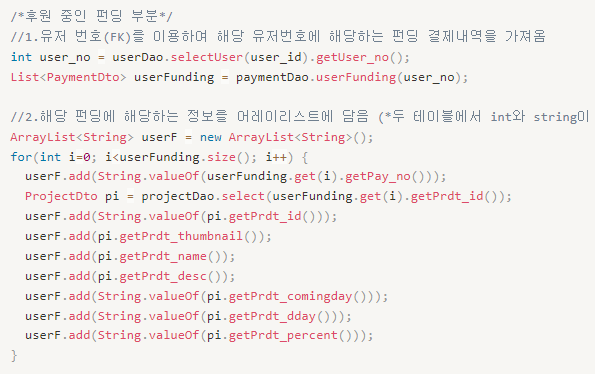 /*후원 중인 펀딩 부분*/
//1.유저 번호(FK)를 이용하여 해당 유저번호에 해당하는 펀딩 결제내역을 가져옴
int user_no = userDao.selectUser(user_id).getUser_no();
List<PaymentDto> userFunding = paymentDao.userFunding(user_no);
//2.해당 펀딩에 해당하는 정보를 어레이리스트에 담음 (*두 테이블에서 int와 string이
ArrayList<String> userF = new ArrayList<String>();
for(int i=0; i<userFunding.size(); i++) {
userF.add(String.valueOf(userFunding.get(i).getPay_no()));
ProjectDto pi = projectDao.select(userFunding.get(i).getPrdt_id());
userF.add(String.valueOf(pi.getPrdt_id()));
userF.add(pi.getPrdt_thumbnail());
userF.add(pi.getPrdt_name());
userF.add(pi.getPrdt_desc());
userF.add(String.valueOf(pi.getPrdt_comingday()));
userF.add(String.valueOf(pi.getPrdt_dday()));
userF.add(String.valueOf(pi.getPrdt_percent()));
}